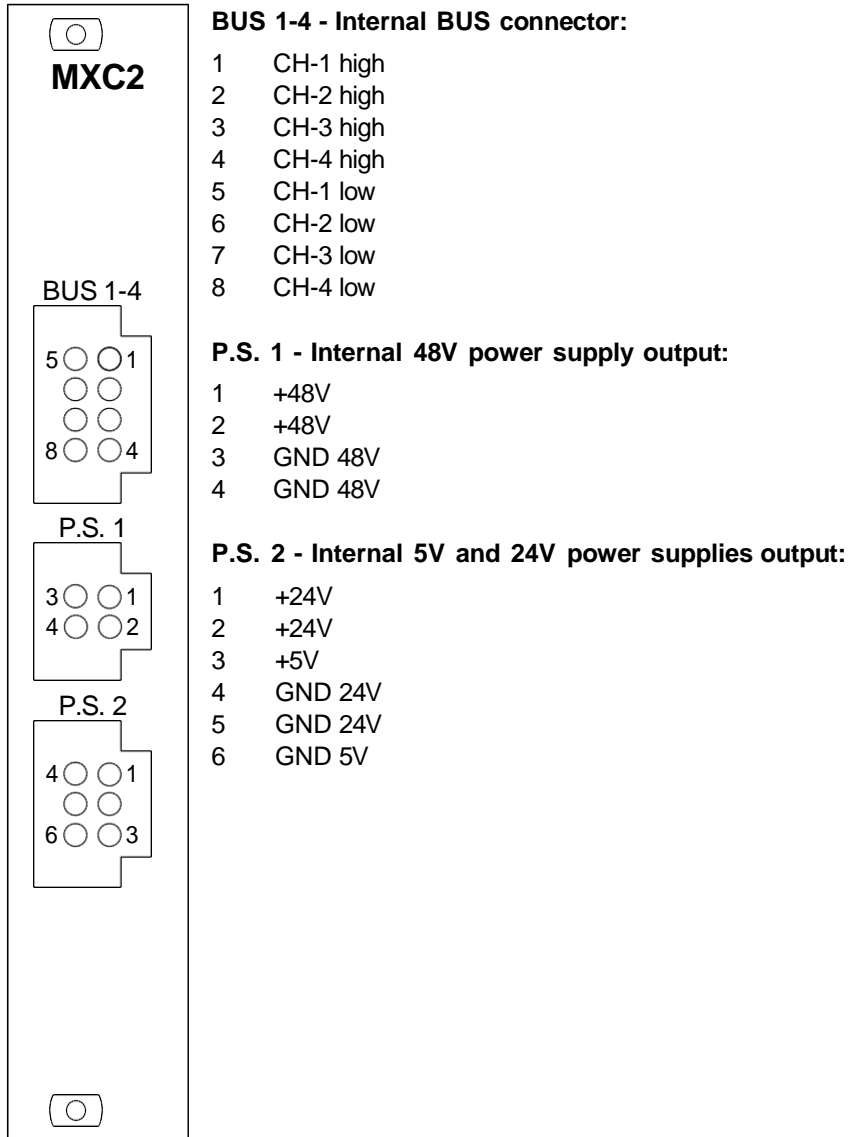 MXC2
BUS 1-4
5 1
8 4
P.S. 1
3 1
4 2
P.S. 2
4 1
6 3
BUS 1-4 - Internal BUS connector:
1 CH-1 high
2 CH-2 high
3 CH-3 high
4 CH-4 high
5 CH-1 low
6 CH-2 low
7 CH-3 low
8 CH-4 low
P.S. 1 - Internal 48V power supply output:
1 +48V
2 +48V
3 GND 48V
4 GND 48V
P.S. 2 - Internal 5V and 24V power supplies output:
1 +24V
2 +24V
3 +5V
4 GND 24V
5 GND 24V
6 GND 5V